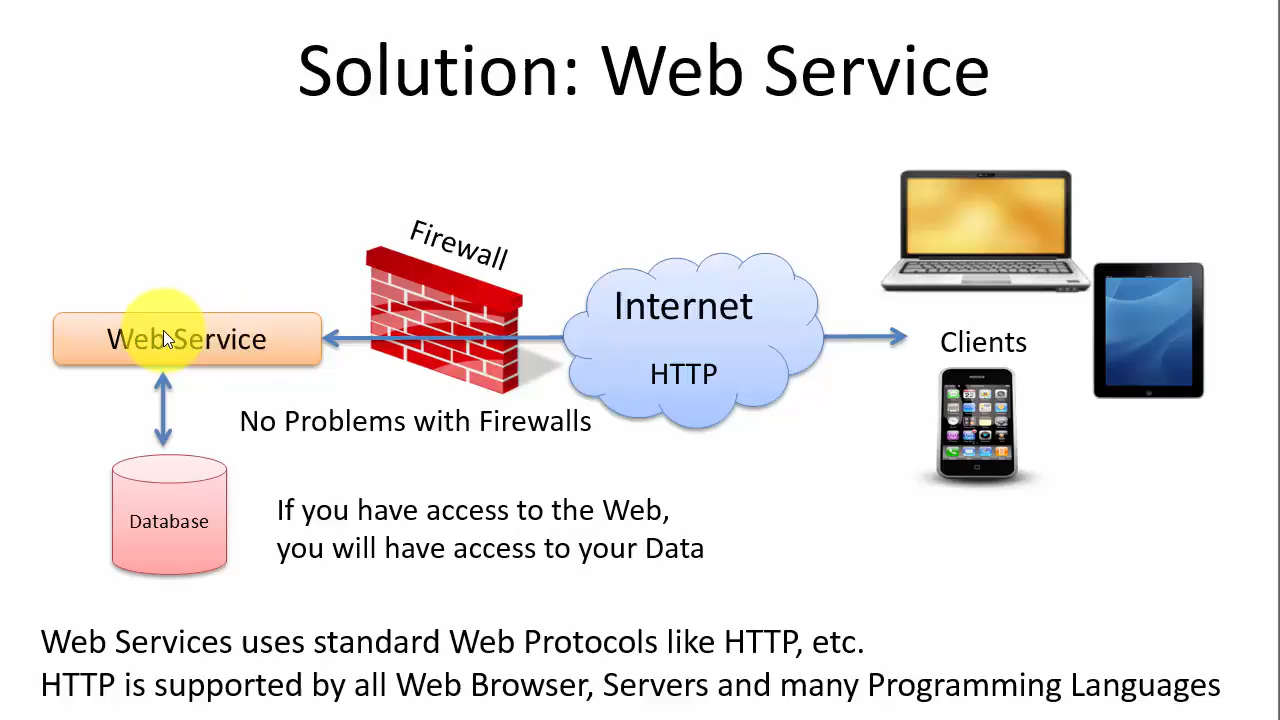 Solution: Web Service
Firewall
Internet
HTTP
Web Service
Clients
No Problems with Firewalls
Database
If you have access to the Web,
you will have access to your Data
Web Services uses standard Web Protocols like HTTP, etc.
HTTP is supported by all Web Browser, Servers and many Programming Languages